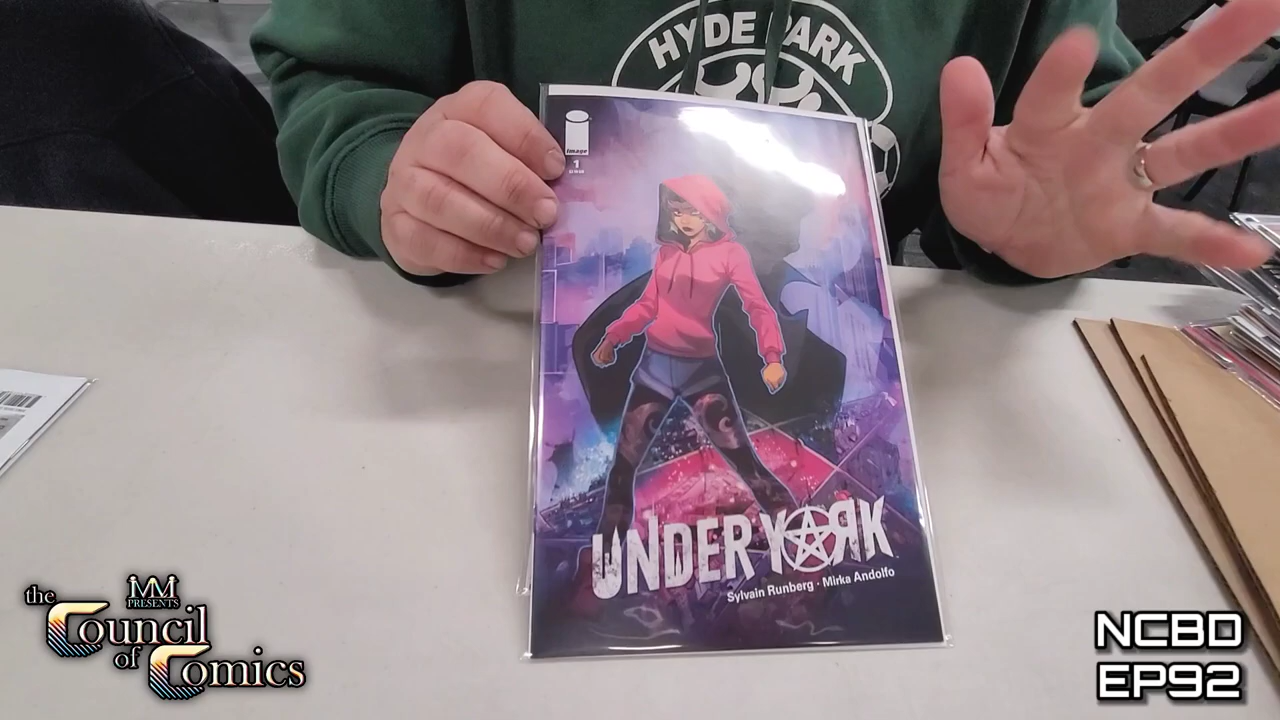 HYDE PARK
image
1
UNDER YORK
Sylvain Runberg · Mirka Andolfo
the
MM
PRESENTS
Council
of
Comics
NCBD
EP92